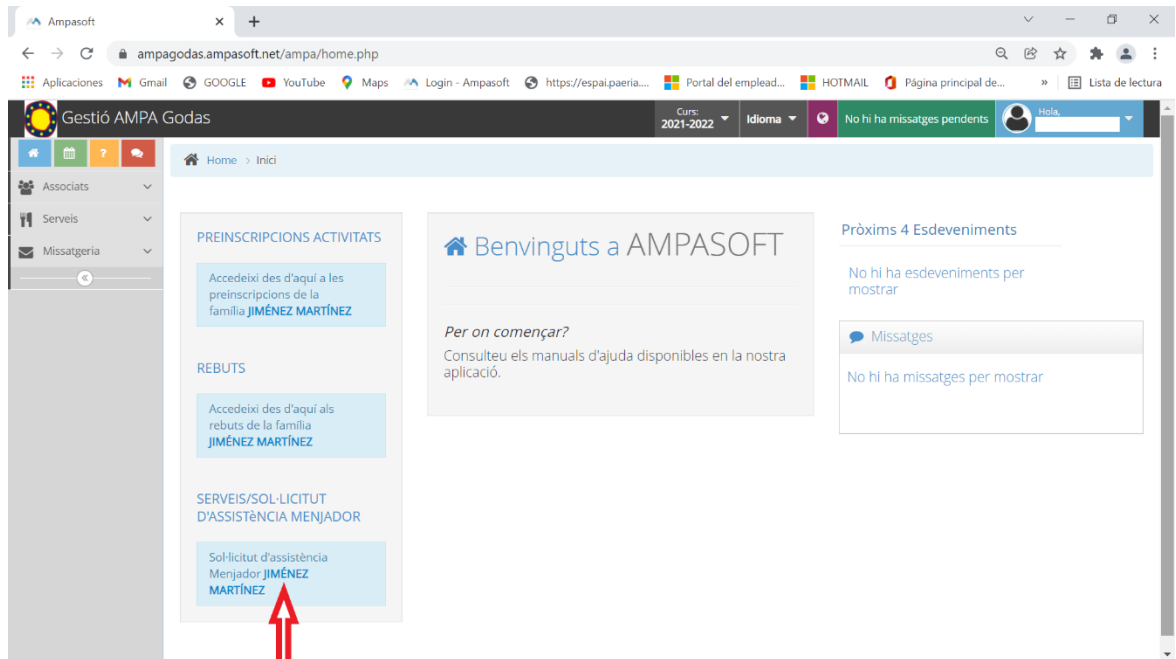 Ampasoft
ampagodas.ampasoft.net/ampa/home.php
Aplicaciones Gmail GOOGLE YouTube Maps Login - Ampasoft https://espai.paeria.... Portal del emplead... HOTMAIL Página principal de... » Lista de lectura
Gestió AMPA Godas
Curs:
2021-2022
Idioma
No hi ha missatges pendents
Hola,
Home > Inici
Associats
Serveis
Missatgeria
PREINSCRIPCIONS ACTIVITATS
Accedeixi des d'aquí a les
preinscripcions de la
família JIMÉNEZ MARTÍNEZ
REBUTS
Accedeixi des d'aquí als
rebuts de la família
JIMÉNEZ MARTÍNEZ
SERVEIS/SOL·LICITUT
D'ASSISTèNCIA MENJADOR
Sol·licitut d'assistència
Menjador JIMÉNEZ
MARTÍNEZ
Benvinguts a AMPASOFT
Per on començar?
Consulteu els manuals d'ajuda disponibles en la nostra
aplicació.
Pròxims 4 Esdeveniments
No hi ha esdeveniments per
mostrar
Missatges
No hi ha missatges per mostrar